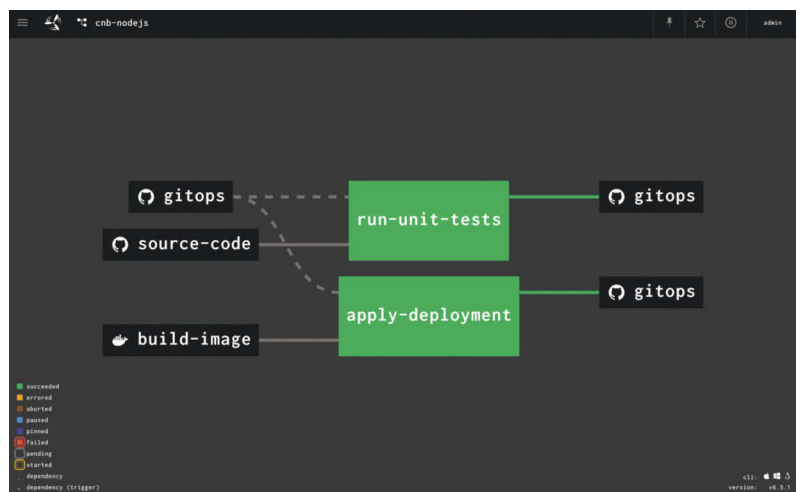 cnb-nodejs
admin
gitops
run-unit-tests
gitops
source-code
apply-deployment
gitops
build-image
succeeded
errored
aborted
paused
pinned
failed
pending
started
dependency
dependency (trigger)
cli:
version: v6.5.1